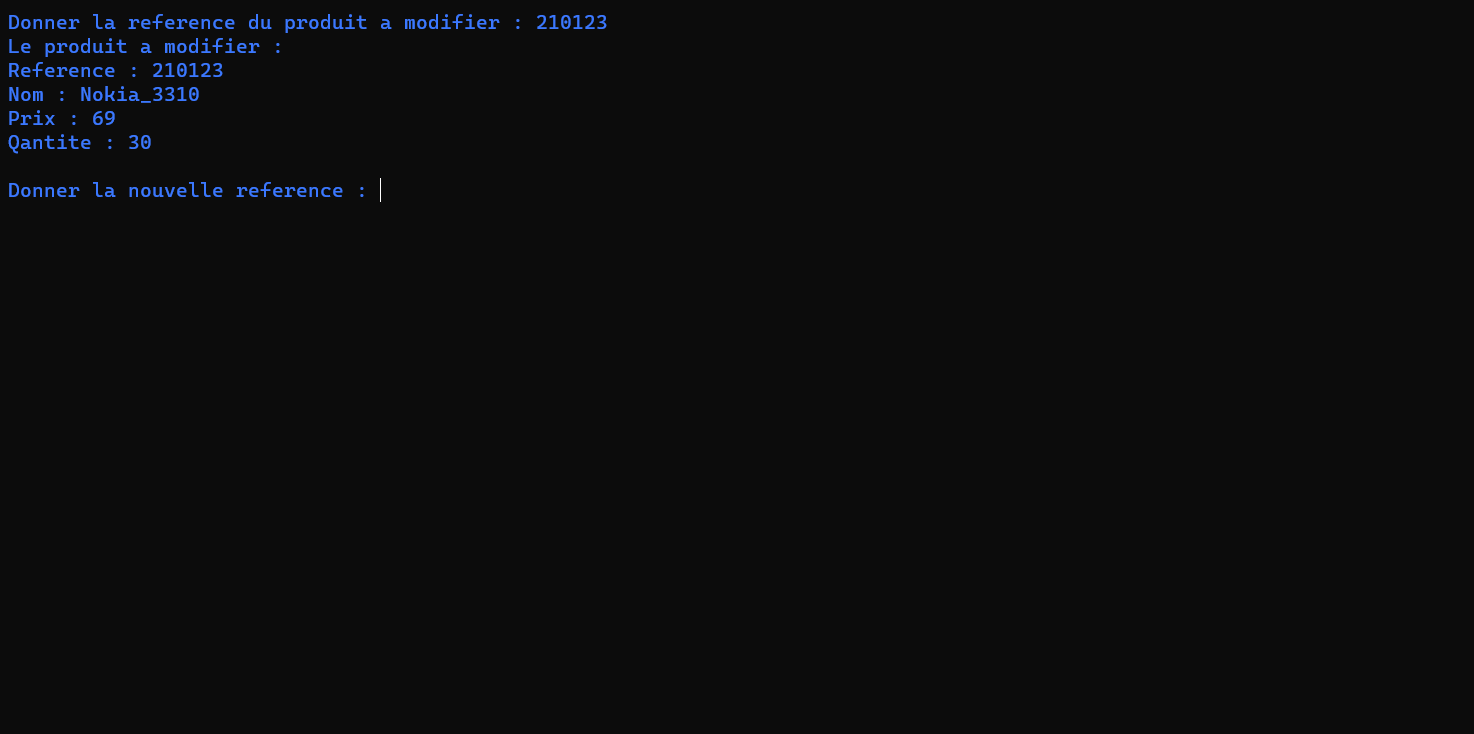 Donner la reference du produit a modifier : 210123
Le produit a modifier :
Reference : 210123
Nom : Nokia_3310
Prix : 69
Qantite : 30
Donner la nouvelle reference :